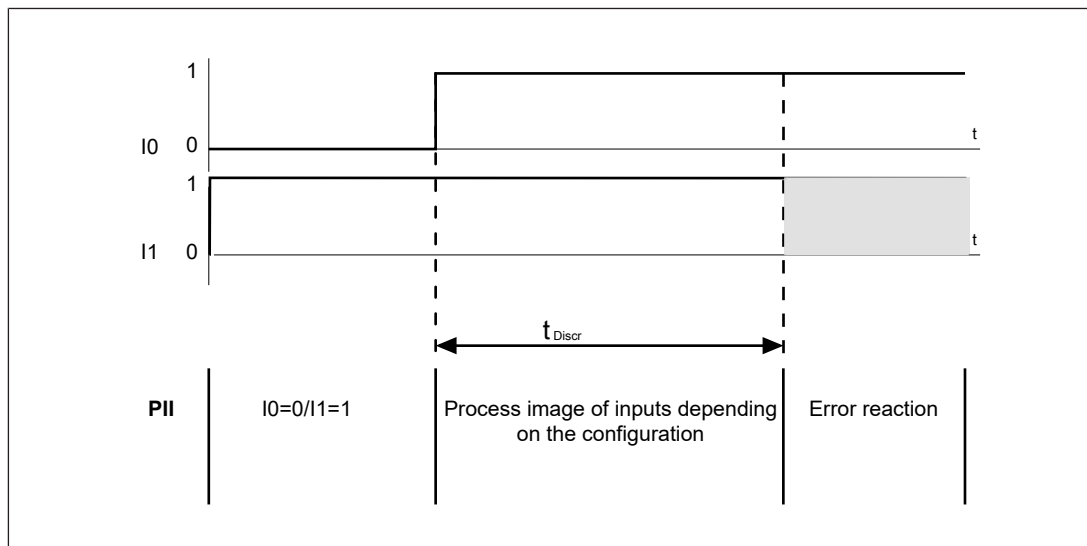 1
I0 0 t
1
I1 0 t
t Discr
PII I0=0/I1=1 Process image of inputs depending on the configuration Error reaction